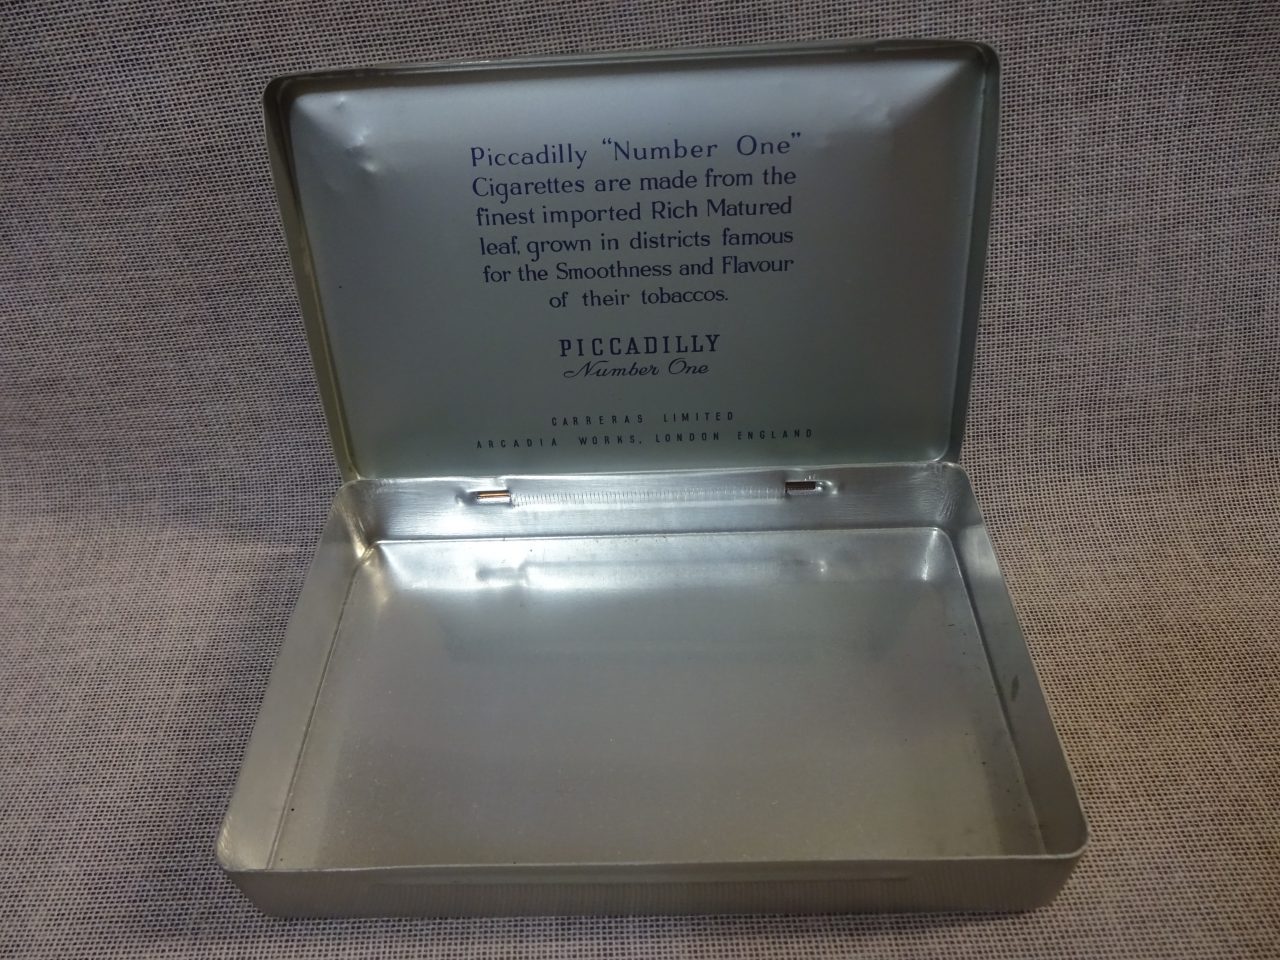 Piccadilly “Number One”
Cigarettes are made from the
finest imported Rich Matured
leaf, grown in districts famous
for the Smoothness and Flavour
of their tobaccos.
PICCADILLY
Number One
CARRERAS LIMITED
ARCADIA WORKS, LONDON ENGLAND